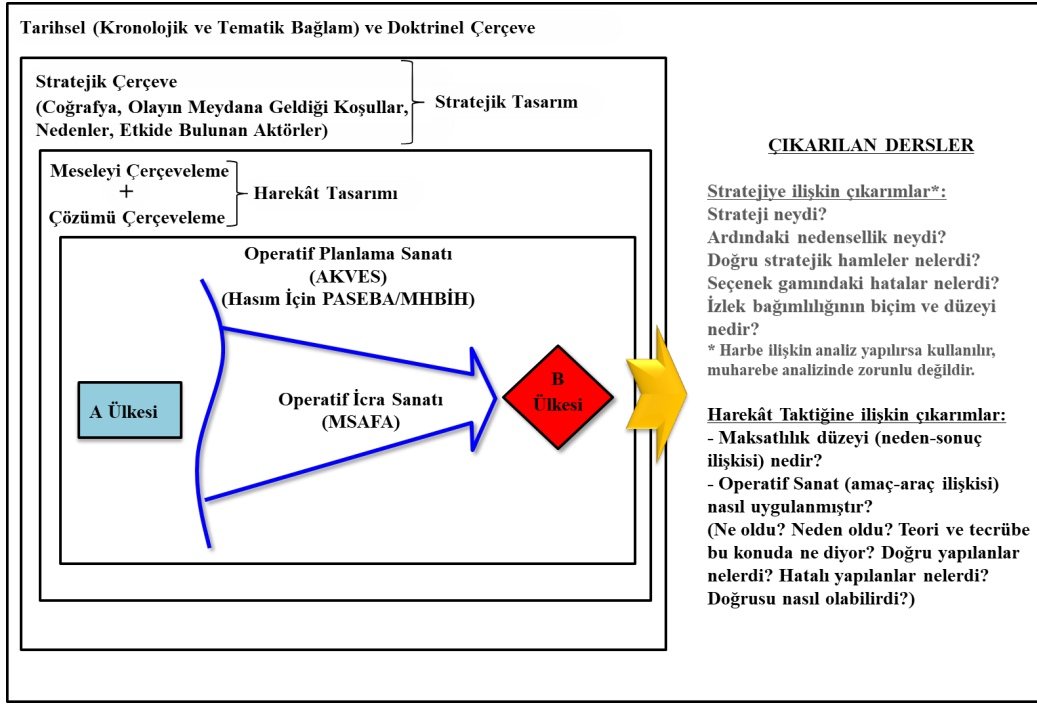 Tarihsel (Kronolojik ve Tematik Bağlam) ve Doktrinel Çerçeve
Stratejik Çerçeve
(Coğrafya, Olayın Meydana Geldiği Koşullar,
Nedenler, Etkide Bulunan Aktörler)
Stratejik Tasarım
Meseleyi Çerçeveleme
+
Çözümü Çerçeveleme
Harekât Tasarımı
Operatif Planlama Sanatı
(AKVES)
(Hasım İçin PASEBA/MHBİH)
A Ülkesi
Operatif İcra Sanatı
(MSAFA)
B
Ülkesi
ÇIKARILAN DERSLER
Stratejiye ilişkin çıkarımlar*:
Strateji neydi?
Ardındaki nedensellik neydi?
Doğru stratejik hamleler nelerdi?
Seçenek gamındaki hatalar nelerdi?
İzlek bağımlılığının biçim ve düzeyi
nedir?
* Harbe ilişkin analiz yapılırsa kullanılır,
muharebe analizinde zorunlu değildir.
Harekât Taktiğine ilişkin çıkarımlar:
- Maksatlılık düzeyi (neden-sonuç
ilişkisi) nedir?
- Operatif Sanat (amaç-araç ilişkisi)
nasıl uygulanmıştır?
(Ne oldu? Neden oldu? Teori ve tecrübe
bu konuda ne diyor? Doğru yapılanlar
nelerdi? Hatalı yapılanlar nelerdi?
Doğrusu nasıl olabilirdi?)